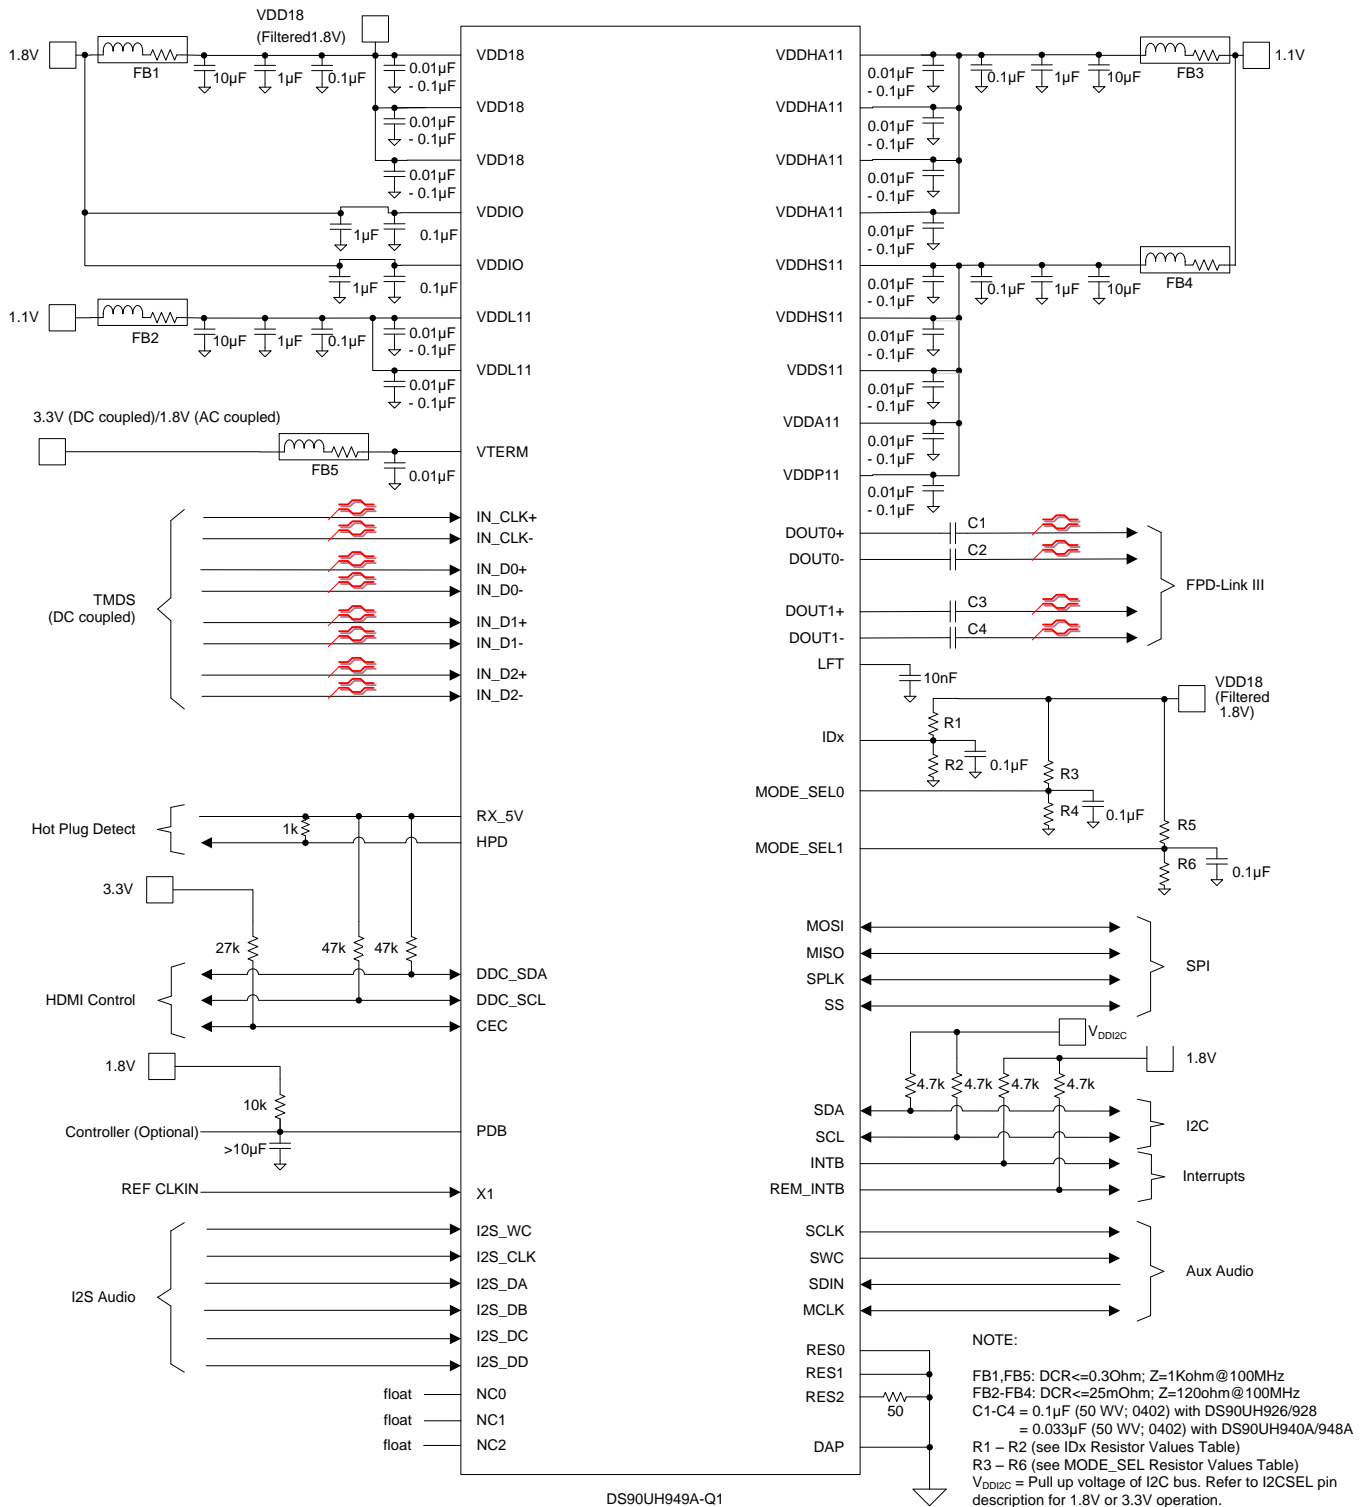 VDD18
(Filtered1.8V)
1.8V
FB1
10µF
1µF
0.1µF
0.01µF
- 0.1µF
VDD18
0.01µF
- 0.1µF
VDD18
0.01µF
- 0.1µF
VDD18
1µF
0.1µF
VDDIO
1µF
0.1µF
VDDIO
1.1V
FB2
10µF
1µF
0.1µF
0.01µF
- 0.1µF
VDDL11
0.01µF
- 0.1µF
VDDL11
3.3V (DC coupled)/1.8V (AC coupled)
FB5
0.01µF
VTERM
TMDS
(DC coupled)
IN_CLK+
IN_CLK-
IN_D0+
IN_D0-
IN_D1+
IN_D1-
IN_D2+
IN_D2-
Hot Plug Detect
1k
RX_5V
HPD
3.3V
27k
47k
47k
HDMI Control
DDC_SDA
DDC_SCL
CEC
1.8V
10k
Controller (Optional)
>10µF
PDB
REF CLKIN
X1
I2S Audio
I2S_WC
I2S_CLK
I2S_DA
I2S_DB
I2S_DC
I2S_DD
float
NC0
float
NC1
float
NC2
VDDHA11
0.01µF
- 0.1µF
0.1µF
1µF
10µF
FB3
1.1V
VDDHA11
0.01µF
- 0.1µF
VDDHA11
0.01µF
- 0.1µF
VDDHA11
0.01µF
- 0.1µF
VDDHS11
0.01µF
- 0.1µF
0.1µF
1µF
10µF
FB4
VDDHS11
0.01µF
- 0.1µF
VDDS11
0.01µF
- 0.1µF
VDDA11
0.01µF
- 0.1µF
VDDP11
0.01µF
- 0.1µF
DOUT0+
C1
DOUT0-
C2
DOUT1+
C3
DOUT1-
C4
FPD-Link III
LFT
10nF
VDD18
(Filtered
1.8V)
IDx
R1
R2
0.1µF
MODE_SEL0
R3
R4
0.1µF
MODE_SEL1
R5
R6
0.1µF
MOSI
MISO
SPLK
SS
SPI
VDDI2C
1.8V
4.7k
4.7k
4.7k
4.7k
SDA
SCL
I2C
INTB
REM_INTB
Interrupts
SCLK
SWC
SDIN
MCLK
Aux Audio
RES0
RES1
RES2
50
DAP
DS90UH949A-Q1
NOTE:
FB1,FB5: DCR<=0.3Ohm; Z=1Kohm@100MHz
FB2-FB4: DCR<=25mOhm; Z=120ohm@100MHz
C1-C4 = 0.1µF (50 WV; 0402) with DS90UH926/928
= 0.033µF (50 WV; 0402) with DS90UH940A/948A
R1 – R2 (see IDx Resistor Values Table)
R3 – R6 (see MODE_SEL Resistor Values Table)
VDDI2C = Pull up voltage of I2C bus. Refer to I2CSEL pin
description for 1.8V or 3.3V operation.